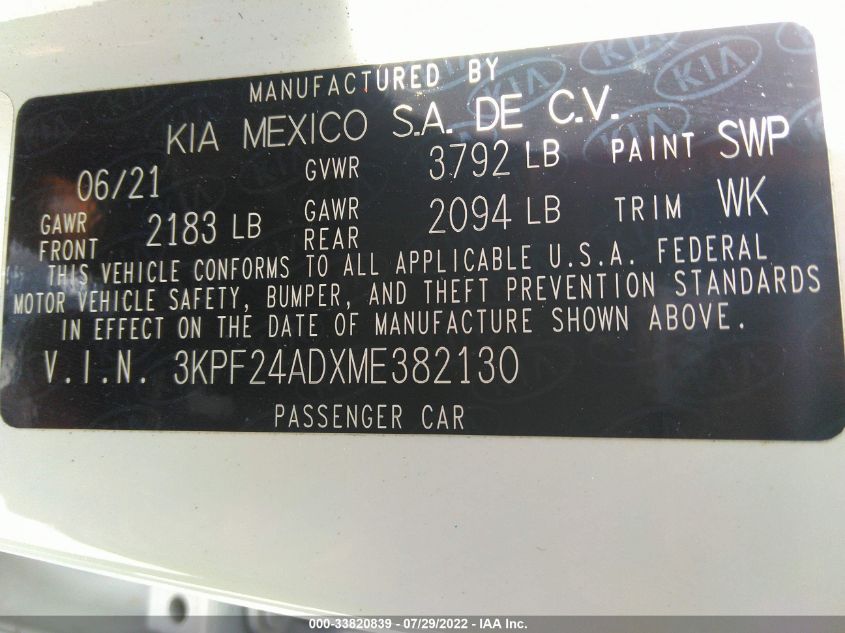 MANUFACTURED BY
KIA MEXICO S.A. DE C.V.
06/21 GVWR 3792 LB PAINT SWP
GAWR FRONT 2183 LB GAWR REAR 2094 LB TRIM WK
THIS VEHICLE CONFORMS TO ALL APPLICABLE U.S.A. FEDERAL
MOTOR VEHICLE SAFETY, BUMPER, AND THEFT PREVENTION STANDARDS
IN EFFECT ON THE DATE OF MANUFACTURE SHOWN ABOVE.
V.I.N. 3KPF24ADXME382130
PASSENGER CAR
000-33820839 - 07/29/2022 - IAA Inc.